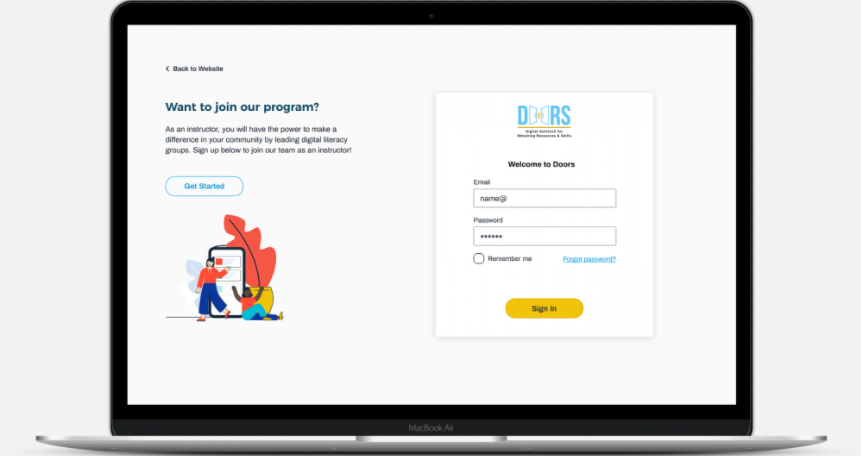 Back to Website
Want to join our program?
As an instructor, you will have the power to make a
difference in your community by leading digital literacy
groups. Sign up below to join our team as an instructor!
Get Started
DOORS
Digital Outreach for
Obtaining Resources & Skills
Welcome to Doors
Email
name@
Password
******
Remember me
Forgot password?
Sign In
MacBook Air